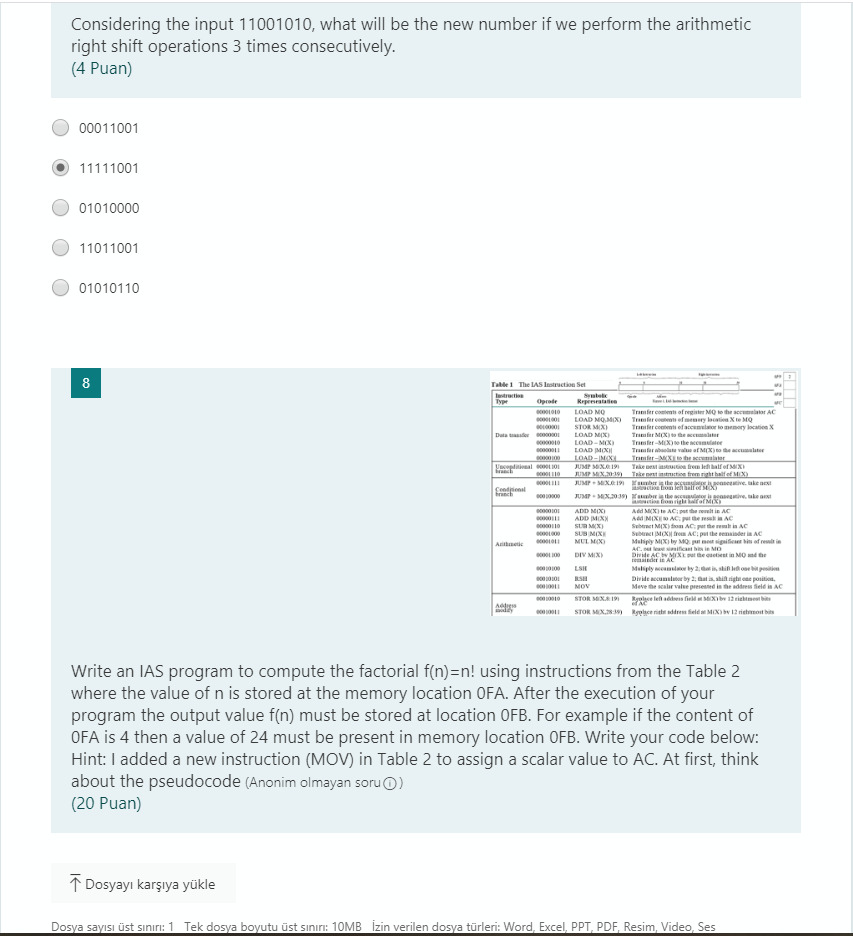 Considering the input 11001010, what will be the new number if we perform the arithmetic
right shift operations 3 times consecutively.
(4 Puan)
00011001
11111001
01010000
11011001
01010110
8
Table 1 The IAS Instruction Set
Instruction Type Opcode Symbolic Representation
Data transfer
00001010 LOAD MQ Transfer contents of register MQ to the accumulator AC
00001001 LOAD MQ,M(X) Transfer contents of memory location X to MQ
00100001 STOR M(X) Transfer contents of accumulator to memory location X
00000001 LOAD M(X) Transfer M(X) to the accumulator
00000010 LOAD – M(X) Transfer –M(X) to the accumulator
00000011 LOAD |M(X)| Transfer absolute value of M(X) to the accumulator
00000100 LOAD – |M(X)| Transfer –|M(X)| to the accumulator
Unconditional branch
00001101 JUMP M(X,0:19) Take next instruction from left half of M(X)
00001110 JUMP M(X,20:39) Take next instruction from right half of M(X)
Conditional branch
00001111 JUMP + M(X,0:19) If number in the accumulator is nonnegative, take next instruction from left half of M(X)
00010000 JUMP + M(X,20:39) If number in the accumulator is nonnegative, take next instruction from right half of M(X)
Arithmetic
00000101 ADD M(X) Add M(X) to AC; put the result in AC
00000111 ADD |M(X)| Add |M(X)| to AC; put the result in AC
00000110 SUB M(X) Subtract M(X) from AC; put the result in AC
00001000 SUB |M(X)| Subtract |M(X)| from AC; put the remainder in AC
00001011 MUL M(X) Multiply M(X) by MQ; put most significant bits of result in AC, put least significant bits in MQ
00001100 DIV M(X) Divide AC by M(X); put the quotient in MQ and the remainder in AC
00010100 LSH Multiply accumulator by 2; that is, shift left one bit position
00010101 RSH Divide accumulator by 2; that is, shift right one position.
00010011 MOV Move the scalar value presented in the address field in AC
Address modify
00010010 STOR M(X,8:19) Replace left address field at M(X) by 12 rightmost bits of AC
00010011 STOR M(X,28:39) Replace right address field at M(X) by 12 rightmost bits
Write an IAS program to compute the factorial f(n)=n! using instructions from the Table 2
where the value of n is stored at the memory location 0FA. After the execution of your
program the output value f(n) must be stored at location 0FB. For example if the content of
0FA is 4 then a value of 24 must be present in memory location 0FB. Write your code below:
Hint: I added a new instruction (MOV) in Table 2 to assign a scalar value to AC. At first, think
about the pseudocode (Anonim olmayan soru)
(20 Puan)
Dosyayı karşıya yükle
Dosya sayısı üst sınırı: 1 Tek dosya boyutu üst sınırı: 10MB İzin verilen dosya türleri: Word, Excel, PPT, PDF, Resim, Video, Ses